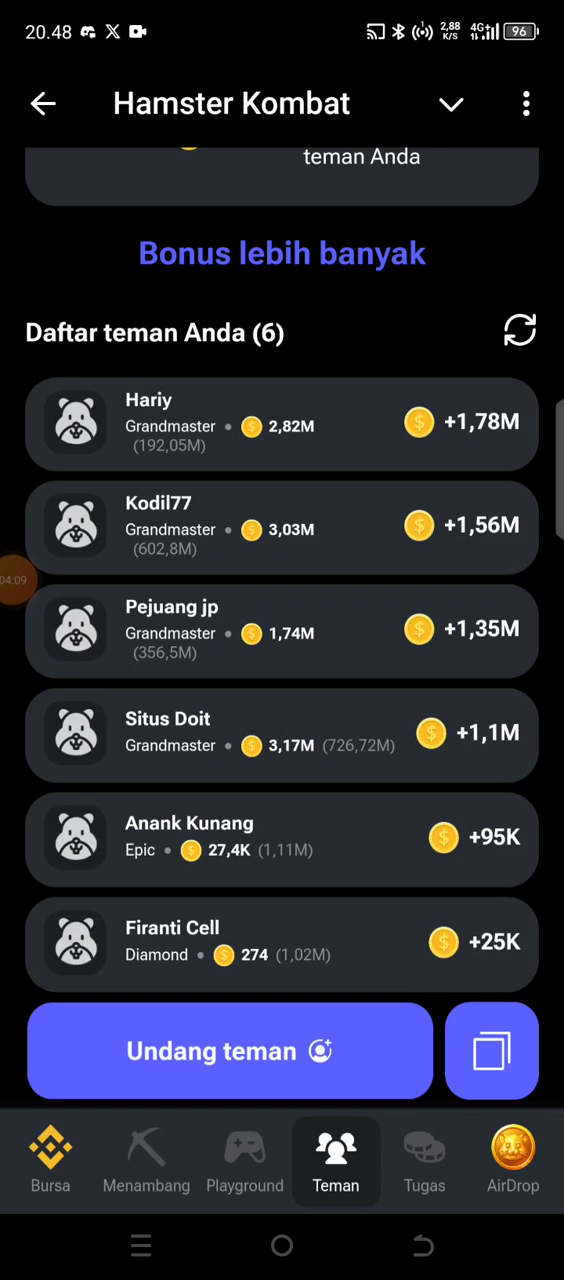 20.48
2,88
K/S
4G+
96
Hamster Kombat
teman Anda
Bonus lebih banyak
Daftar teman Anda (6)
Hariy
Grandmaster • 2,82M
(192,05M)
+1,78M
Kodil77
Grandmaster • 3,03M
(602,8M)
+1,56M
04:09
Pejuang jp
Grandmaster • 1,74M
(356,5M)
+1,35M
Situs Doit
Grandmaster • 3,17M (726,72M)
+1,1M
Anank Kunang
Epic • 27,4K (1,11M)
+95K
Firanti Cell
Diamond • 274 (1,02M)
+25K
Undang teman
Bursa
Menambang
Playground
Teman
Tugas
AirDrop